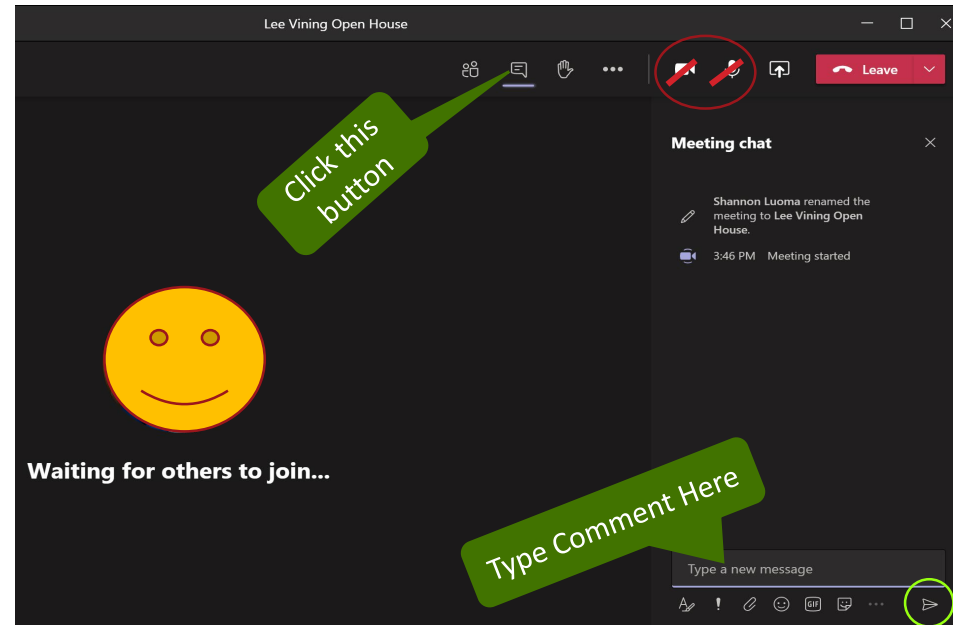 Lee Vining Open House
Leave
Click this
button
Meeting chat
Shannon Luoma renamed the
meeting to Lee Vining Open
House.
3:46 PM Meeting started
Waiting for others to join...
Type Comment Here
Type a new message
GIF